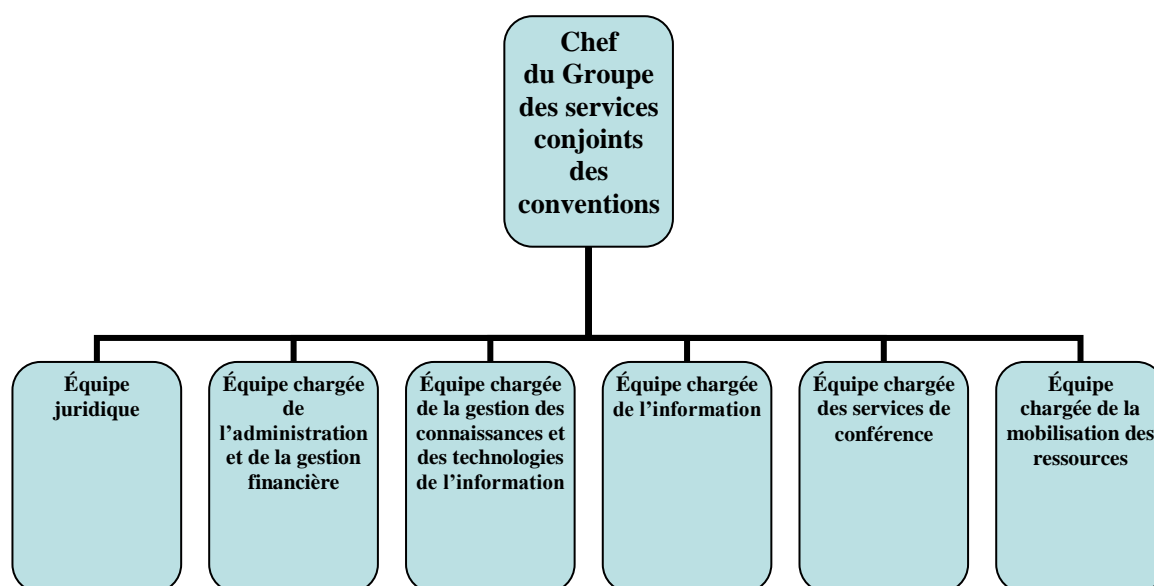 Chef
du Groupe
des services
conjoints
des
conventions
Équipe
juridique
Équipe chargée
de
l’administration
et de la gestion
financière
Équipe chargée
de la gestion des
connaissances et
des technologies
de l’information
Équipe chargée
de l’information
Équipe chargée
des services de
conférence
Équipe
chargée de la
mobilisation des
ressources